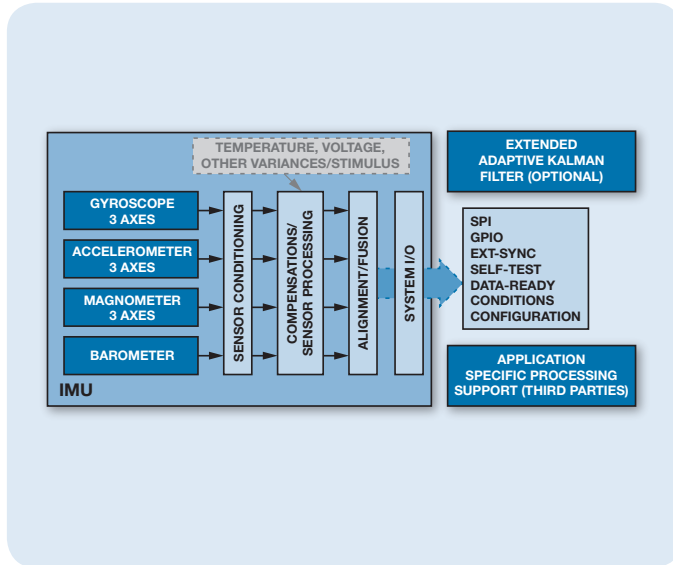 TEMPERATURE, VOLTAGE,
OTHER VARIANCES/STIMULUS
GYROSCOPE
3 AXES
ACCELEROMETER
3 AXES
MAGNOMETER
3 AXES
BAROMETER
SENSOR CONDITIONING
COMPENSATIONS/
SENSOR PROCESSING
ALIGNMENT/FUSION
SYSTEM I/O
IMU
EXTENDED
ADAPTIVE KALMAN
FILTER (OPTIONAL)
SPI
GPIO
EXT-SYNC
SELF-TEST
DATA-READY
CONDITIONS
CONFIGURATION
APPLICATION
SPECIFIC PROCESSING
SUPPORT (THIRD PARTIES)